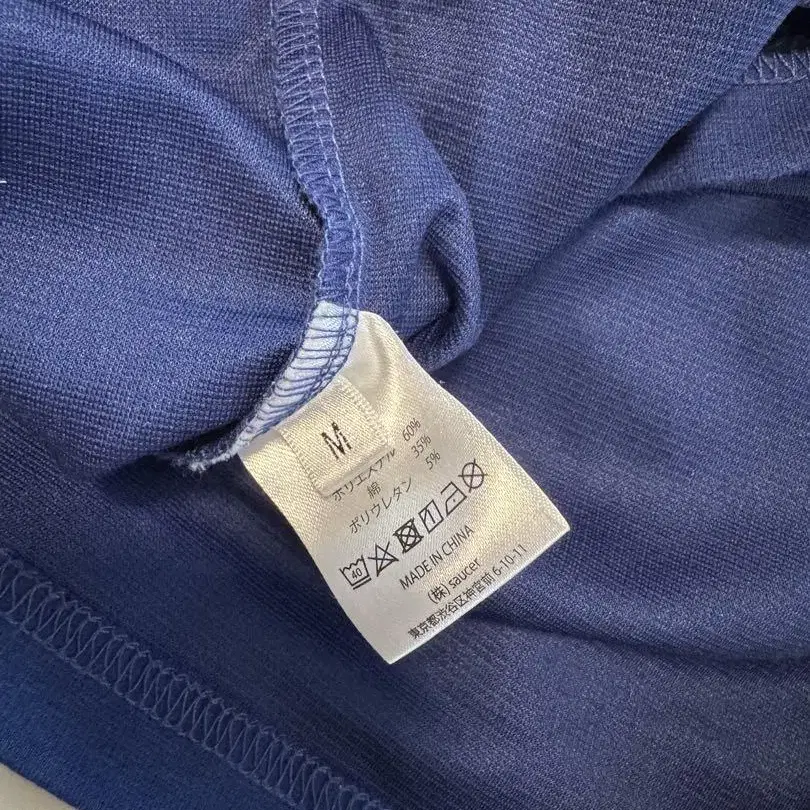 M
ポリエステル 60%
綿 35%
ポリウレタン 5%
40
MADE IN CHINA
(株) saucer
東京都渋谷区神宮前 6-10-11